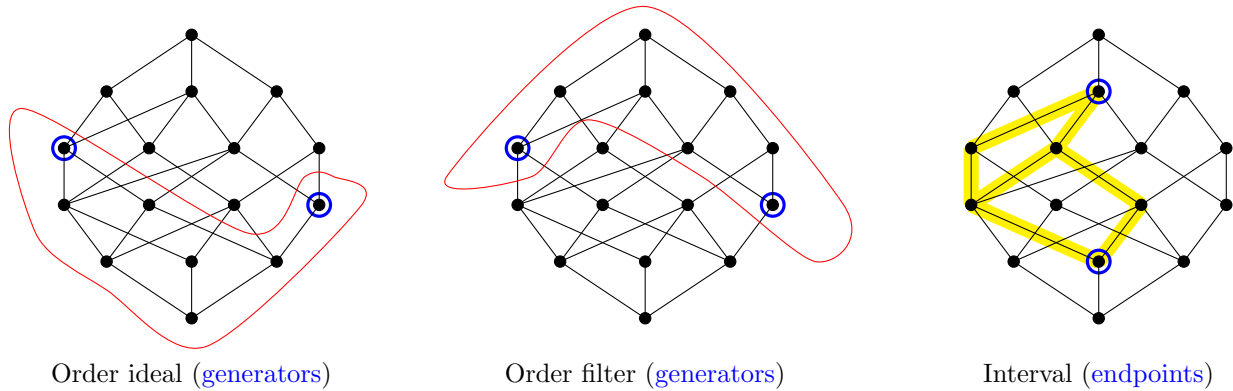 Order ideal (generators)
Order filter (generators)
Interval (endpoints)